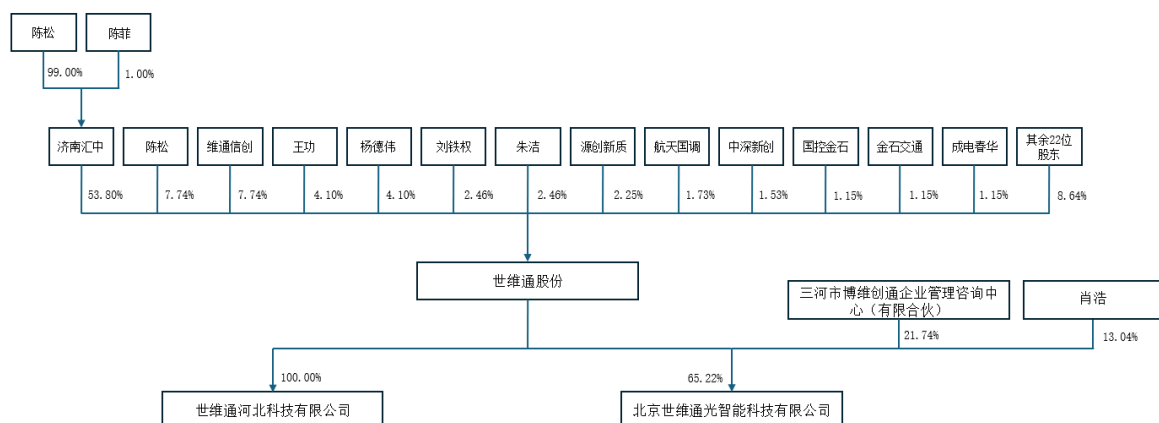 陈松
陈菲
99.00%
1.00%
济南汇中
陈松
维通信创
王功
杨德伟
刘铁权
朱洁
源创新质
航天国调
中深新创
国控金石
金石交通
成电春华
其余22位
股东
53.80%
7.74%
7.74%
4.10%
4.10%
2.46%
2.46%
2.25%
1.73%
1.53%
1.15%
1.15%
1.15%
8.64%
世维通股份
三河市博维创通企业管理咨询中
心（有限合伙）
肖浩
21.74%
13.04%
100.00%
65.22%
世维通河北科技有限公司
北京世维通光智能科技有限公司